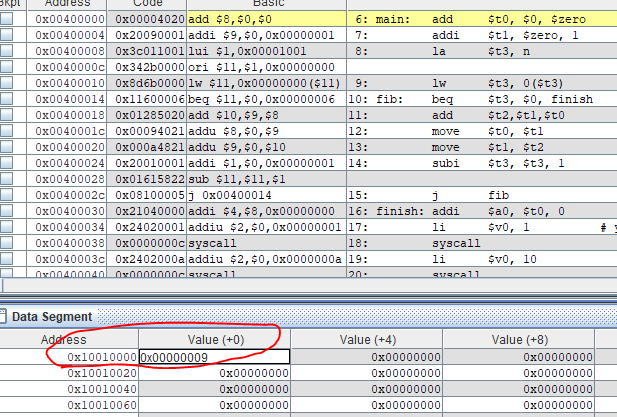 Bkpt Address Code Basic
0x00400000 0x00004020 add $8,$0,$0 6: main: add $t0, $0, $zero
0x00400004 0x20090001 addi $9,$0,0x00000001 7: addi $t1, $zero, 1
0x00400008 0x3c011001 lui $1,0x00001001 8: la $t3, n
0x0040000c 0x342b0000 ori $11,$1,0x00000000
0x00400010 0x8d6b0000 lw $11,0x00000000($11) 9: lw $t3, 0($t3)
0x00400014 0x11600006 beq $11,$0,0x00000006 10: fib: beq $t3, $0, finish
0x00400018 0x01285020 add $10,$9,$8 11: add $t2,$t1,$t0
0x0040001c 0x00094021 addu $8,$0,$9 12: move $t0, $t1
0x00400020 0x000a4821 addu $9,$0,$10 13: move $t1, $t2
0x00400024 0x20010001 addi $1,$0,0x00000001 14: subi $t3, $t3, 1
0x00400028 0x01615822 sub $11,$11,$1
0x0040002c 0x08100005 j 0x00400014 15: j fib
0x00400030 0x21040000 addi $4,$8,0x00000000 16: finish: addi $a0, $t0, 0
0x00400034 0x24020001 addiu $2,$0,0x00000001 17: li $v0, 1 #
0x00400038 0x0000000c syscall 18: syscall
0x0040003c 0x2402000a addiu $2,$0,0x0000000a 19: li $v0, 10
0x00400040 0x0000000c syscall 20: syscall
Data Segment
Address Value (+0) Value (+4) Value (+8)
0x10010000 0x00000009 0x00000000 0x00000000
0x10010020 0x00000000 0x00000000 0x00000000
0x10010040 0x00000000 0x00000000 0x00000000
0x10010060 0x00000000 0x00000000 0x00000000